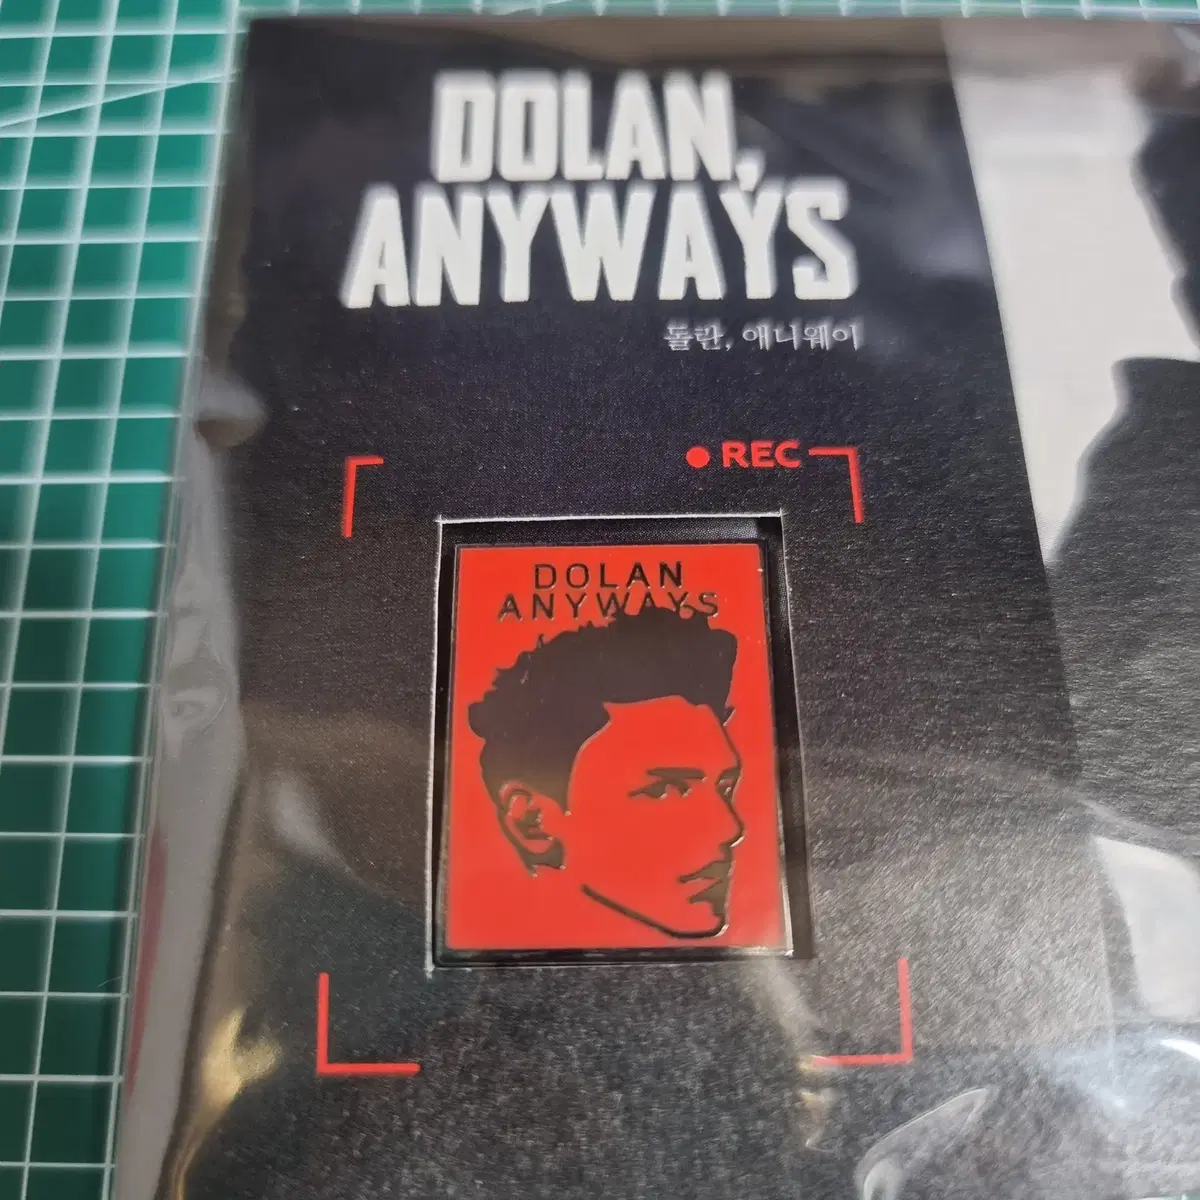 DOLAN,
ANYWAYS
돌란, 애니웨이
REC
DOLAN
ANYWAYS